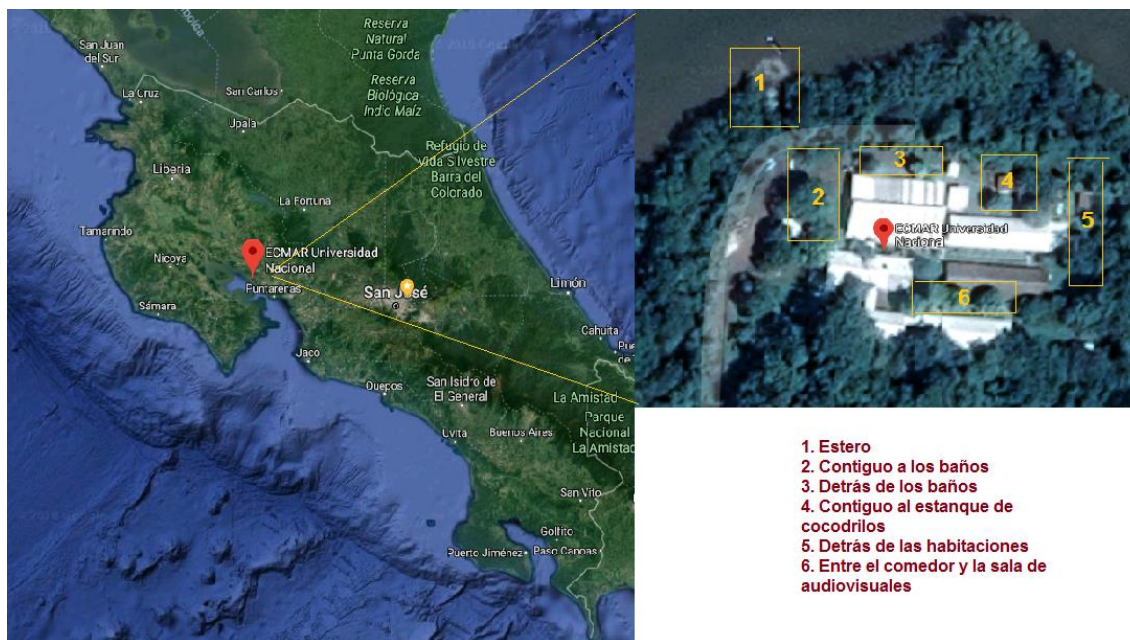 Reserva
Natural
Punta Gorda
San Juan
del Sur
San Carlos
Reserva
Biológica
Indio Maíz
La Cruz
Upala
Refugio de
Vida Silvestre
Barra del
Colorado
Liberia
La Fortuna
Tamarindo
Nicoya
ECMAR Universidad
Nacional
Puntarenas
San José
Limón
Sámara
Cahuita
Jaco
Quepos
San Isidro de
El General
La Amistad
Parque
Nacional
La Amistad
Uvita
Buenos Aires
San Vito
Golfito
Puerto Jiménez
Paso Canoas
1
2
3
4
5
ECMAR Universidad
Nacional
6
1. Estero
2. Contiguo a los baños
3. Detrás de los baños
4. Contiguo al estanque de
cocodrilos
5. Detrás de las habitaciones
6. Entre el comedor y la sala de
audiovisuales